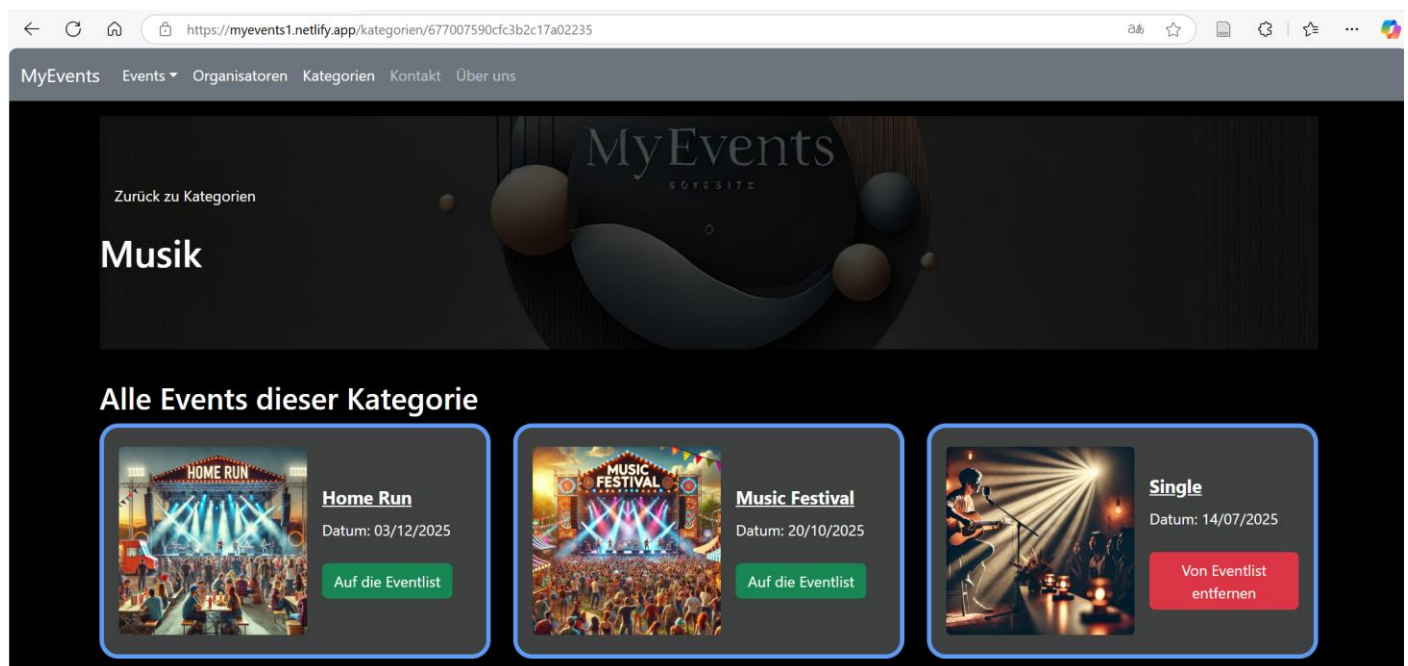 https://myevents1.netlify.app/kategorien/677007590cfc3b2c17a02235
MyEvents Events Organisatoren Kategorien Kontakt Über uns
MyEvents
Zurück zu Kategorien
Musik
Alle Events dieser Kategorie
HOME RUN
Home Run
Datum: 03/12/2025
Auf die Eventlist
MUSIC
FESTIVAL
Music Festival
Datum: 20/10/2025
Auf die Eventlist
Single
Datum: 14/07/2025
Von Eventlist
entfernen